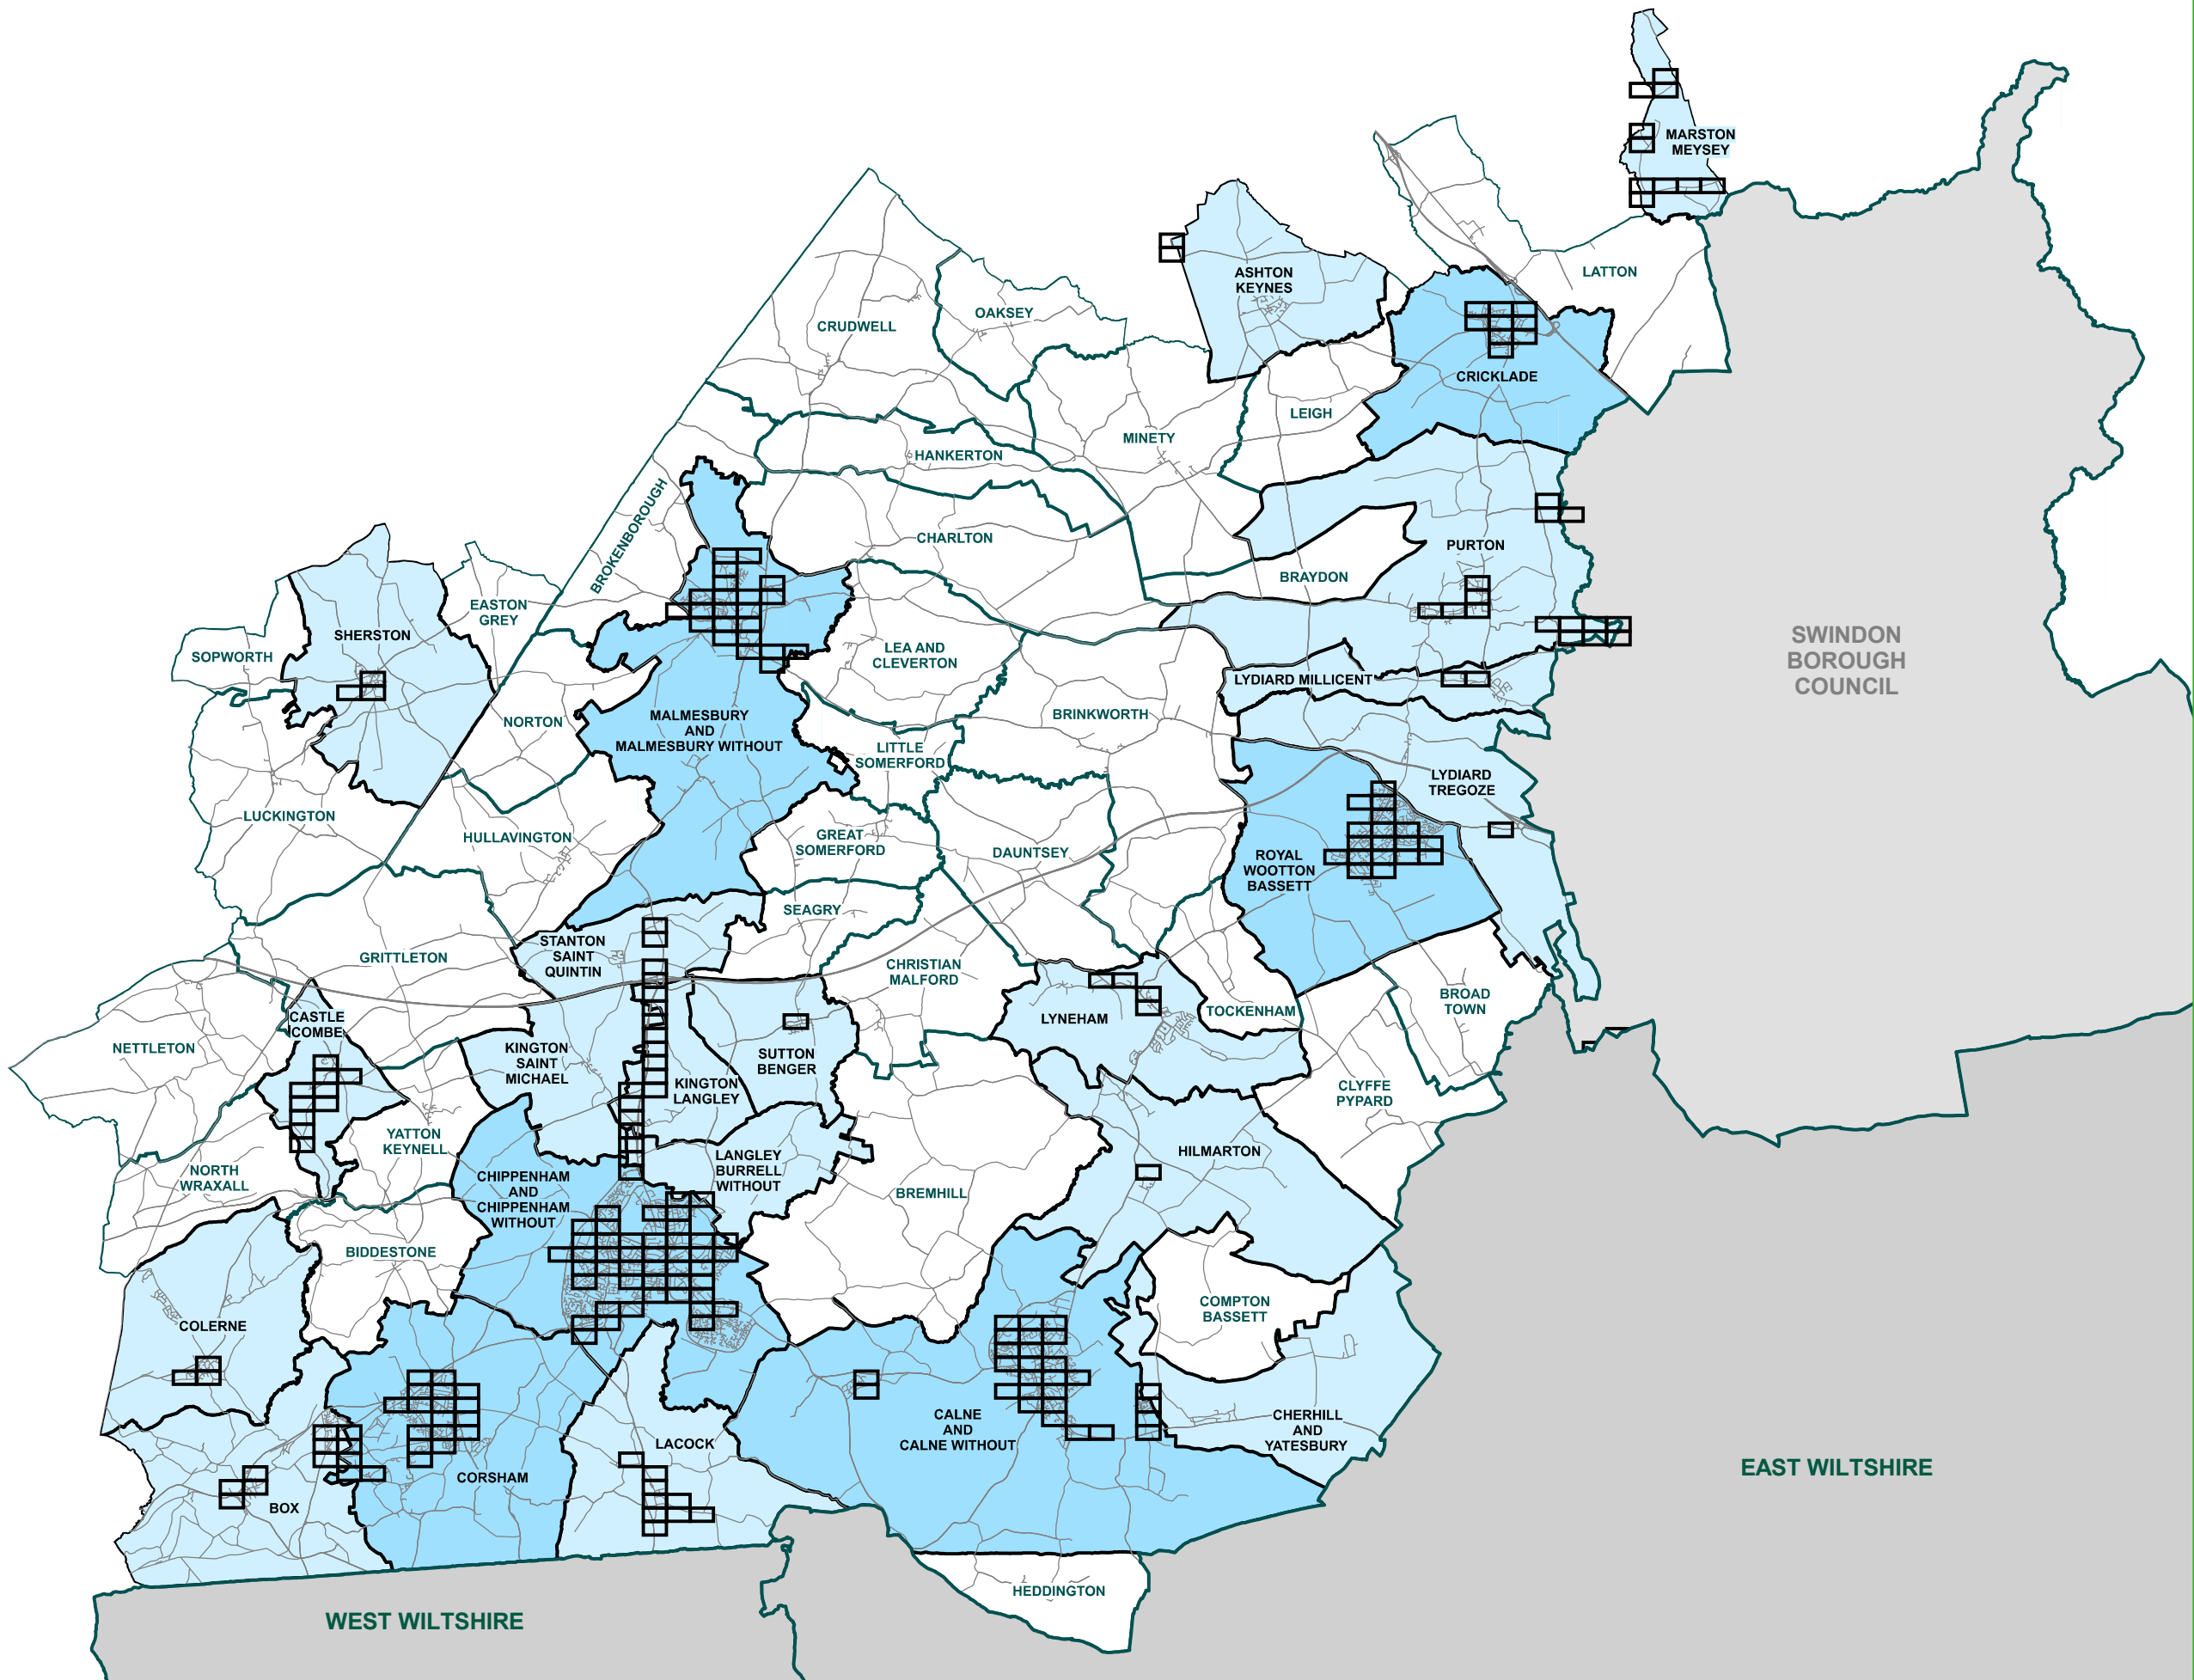 MARSTON
MEYSEY
LATTON
ASHTON
KEYNES
OAKSEY
CRUDWELL
CRICKLADE
LEIGH
MINETY
HANKERTON
BROKENBOROUGH
CHARLTON
PURTON
BRAYDON
EASTON
GREY
SHERSTON
SOPWORTH
LEA AND
CLEVERTON
SWINDON
BOROUGH
COUNCIL
LYDIARD MILLICENT
NORTON
MALMESBURY
AND
MALMESBURY WITHOUT
BRINKWORTH
LITTLE
SOMERFORD
LYDIARD
TREGOZE
LUCKINGTON
HULLAVINGTON
GREAT
SOMERFORD
DAUNTSEY
ROYAL
WOOTTON
BASSETT
SEAGRY
STANTON
SAINT
QUINTIN
GRITTLETON
CHRISTIAN
MALFORD
BROAD
TOWN
CASTLE
COMBE
LYNEHAM
TOCKENHAM
NETTLETON
KINGTON
SAINT
MICHAEL
SUTTON
BENGER
KINGTON
LANGLEY
CLYFFE
PYPARD
YATTON
KEYNELL
NORTH
WRAXALL
HILMARTON
LANGLEY
BURRELL
WITHOUT
CHIPPENHAM
AND
CHIPPENHAM
WITHOUT
BREMHILL
BIDDESTONE
COMPTON
BASSETT
COLERNE
CALNE
AND
CALNE WITHOUT
CHERHILL
AND
YATESBURY
LACOCK
CORSHAM
EAST WILTSHIRE
BOX
HEDDINGTON
WEST WILTSHIRE